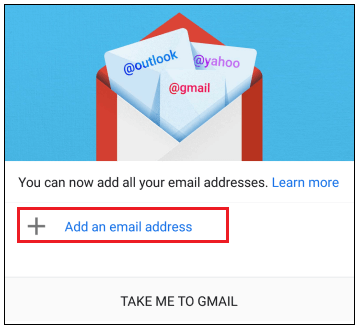 @outlook
@yahoo
@gmail
You can now add all your email addresses. Learn more
Add an email address
TAKE ME TO GMAIL